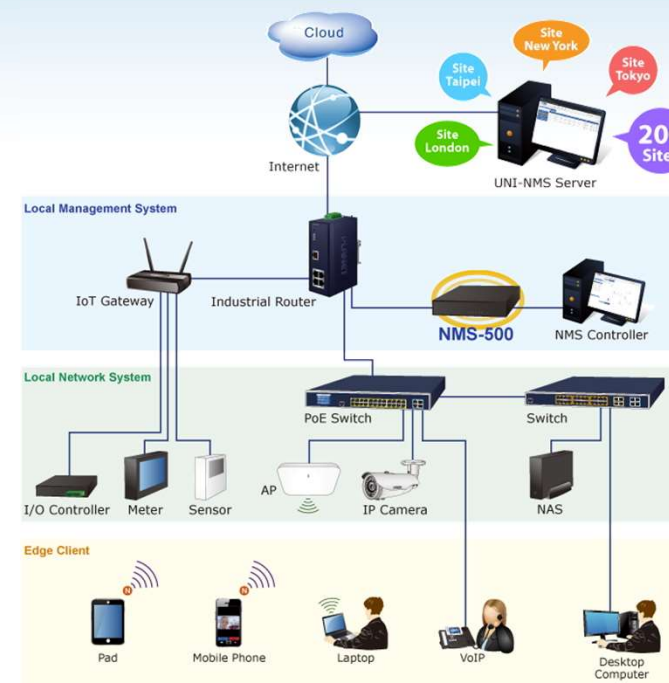 Cloud
Site
New York
Site
Taipei
Site
Tokyo
Site
London
20
Site
Internet
UNI-NMS Server
Local Management System
PLANET
IoT Gateway
Industrial Router
NMS-500
NMS Controller
Local Network System
PoE Switch
Switch
I/O Controller
Meter
Sensor
AP
IP Camera
NAS
Edge Client
N
N
Pad
Mobile Phone
Laptop
VoIP
Desktop
Computer